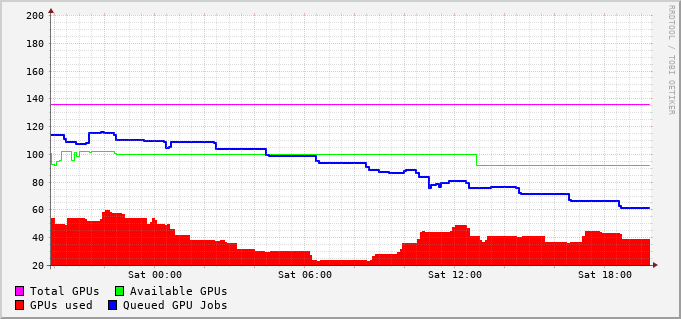 200
180
160
140
120
100
80
60
40
20
Sat 00:00 Sat 06:00 Sat 12:00 Sat 18:00
Total GPUs Available GPUs
GPUs used Queued GPU Jobs
RRDTOOL / TOBI OETIKER